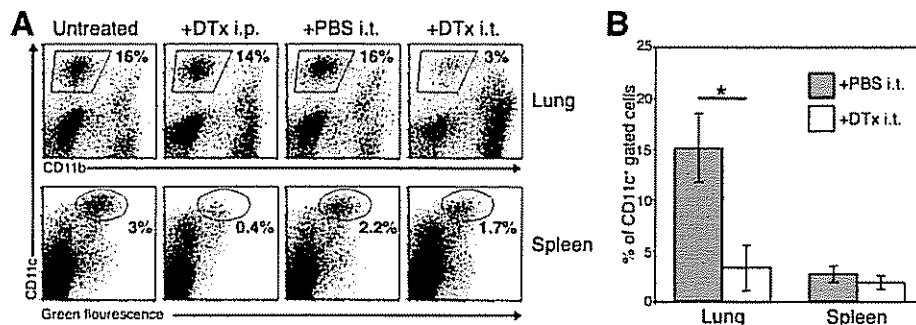 A
Untreated
+DTx i.p.
+PBS i.t.
+DTx i.t.
16%
14%
16%
3%
Lung
CD11b
3%
0.4%
2.2%
1.7%
Spleen
CD11c
Green flourescence
B
% of CD11c+ gated cells
25
20
15
10
5
0
*
+PBS i.t.
+DTx i.t.
Lung
Spleen